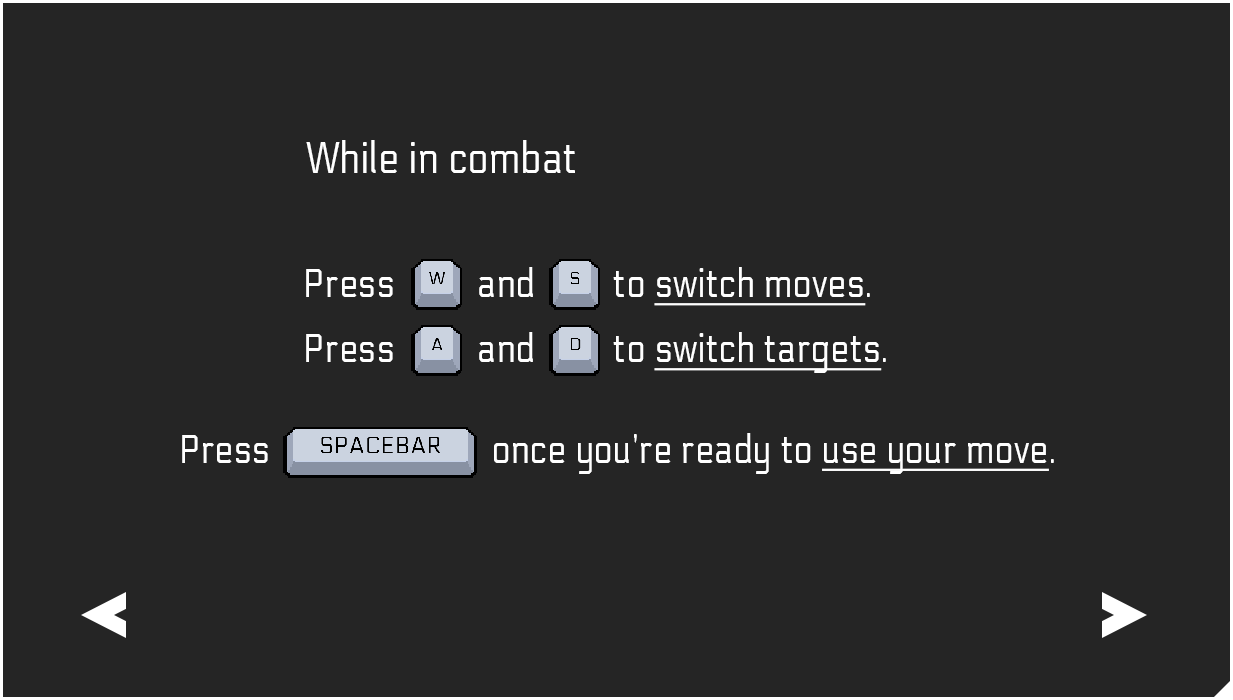 While in combat
Press W and S to switch moves.
Press A and D to switch targets.
Press SPACEBAR once you're ready to use your move.